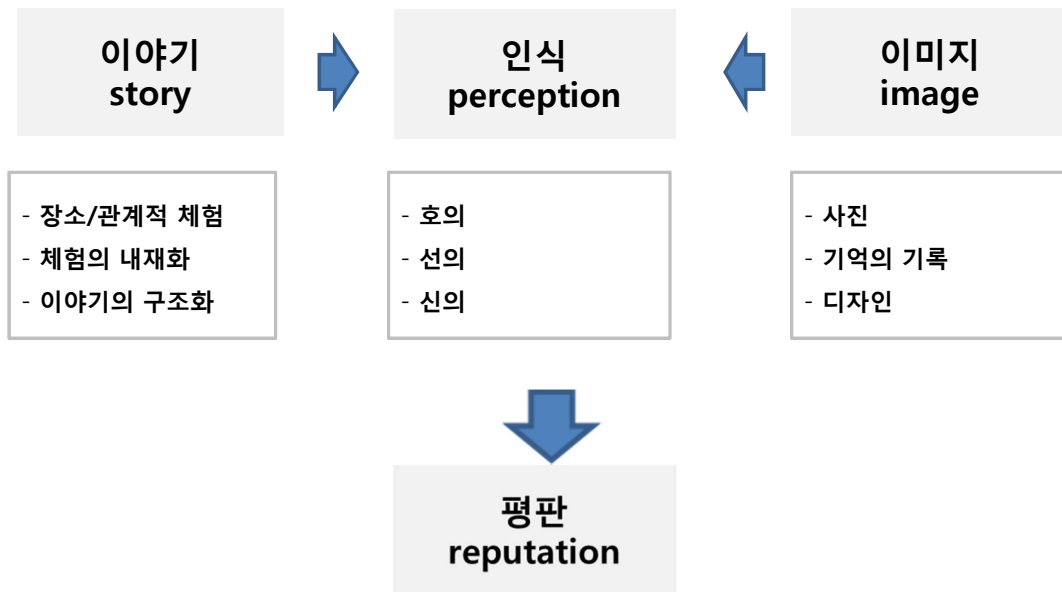 이야기
story
인식
perception
이미지
image
- 장소/관계적 체험
- 체험의 내재화
- 이야기의 구조화
- 호의
- 선의
- 신의
- 사진
- 기억의 기록
- 디자인
평판
reputation